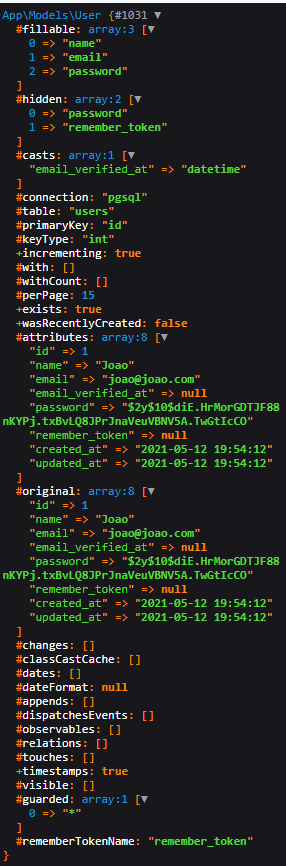 App\Models\User {#1031 ▼
  #fillable: array:3 [▼
    0 => "name"
    1 => "email"
    2 => "password"
  ]
  #hidden: array:2 [▼
    0 => "password"
    1 => "remember_token"
  ]
  #casts: array:1 [▼
    "email_verified_at" => "datetime"
  ]
  #connection: "pgsql"
  #table: "users"
  #primaryKey: "id"
  #keyType: "int"
  +incrementing: true
  #with: []
  #withCount: []
  #perPage: 15
  +exists: true
  +wasRecentlyCreated: false
  #attributes: array:8 [▼
    "id" => 1
    "name" => "Joao"
    "email" => "joao@joao.com"
    "email_verified_at" => null
    "password" => "$2y$10$diE.HrMorGDTJF88
nKYPj.txBvLQ8JPrJnaVeuVBNV5A.TwGtIcCO"
    "remember_token" => null
    "created_at" => "2021-05-12 19:54:12"
    "updated_at" => "2021-05-12 19:54:12"
  ]
  #original: array:8 [▼
    "id" => 1
    "name" => "Joao"
    "email" => "joao@joao.com"
    "email_verified_at" => null
    "password" => "$2y$10$diE.HrMorGDTJF88
nKYPj.txBvLQ8JPrJnaVeuVBNV5A.TwGtIcCO"
    "remember_token" => null
    "created_at" => "2021-05-12 19:54:12"
    "updated_at" => "2021-05-12 19:54:12"
  ]
  #changes: []
  #classCastCache: []
  #dates: []
  #dateFormat: null
  #appends: []
  #dispatchesEvents: []
  #observables: []
  #relations: []
  #touches: []
  +timestamps: true
  #visible: []
  #guarded: array:1 [▼
    0 => "*"
  ]
  #rememberTokenName: "remember_token"
}